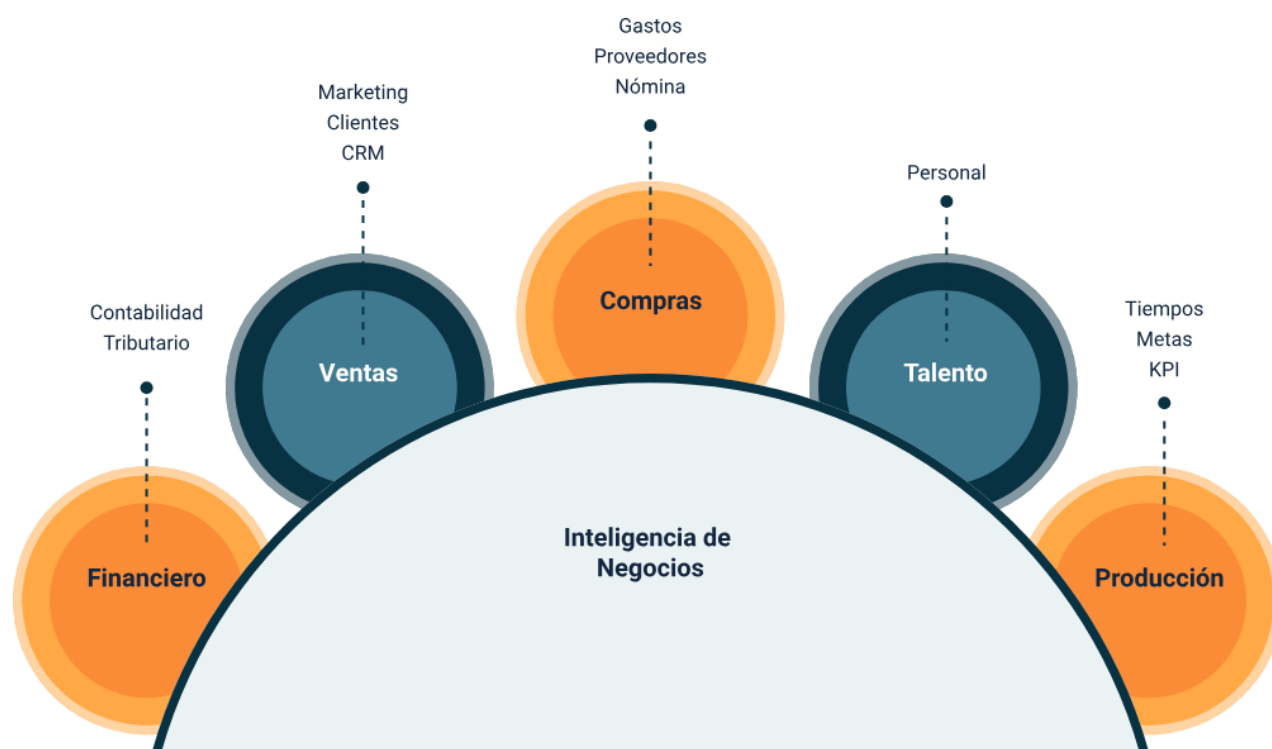 Gastos
Proveedores
Nómina
Marketing
Clientes
CRM
Personal
Contabilidad
Tributario
Tiempos
Metas
KPI
Compras
Ventas
Talento
Financiero
Producción
Inteligencia de
Negocios